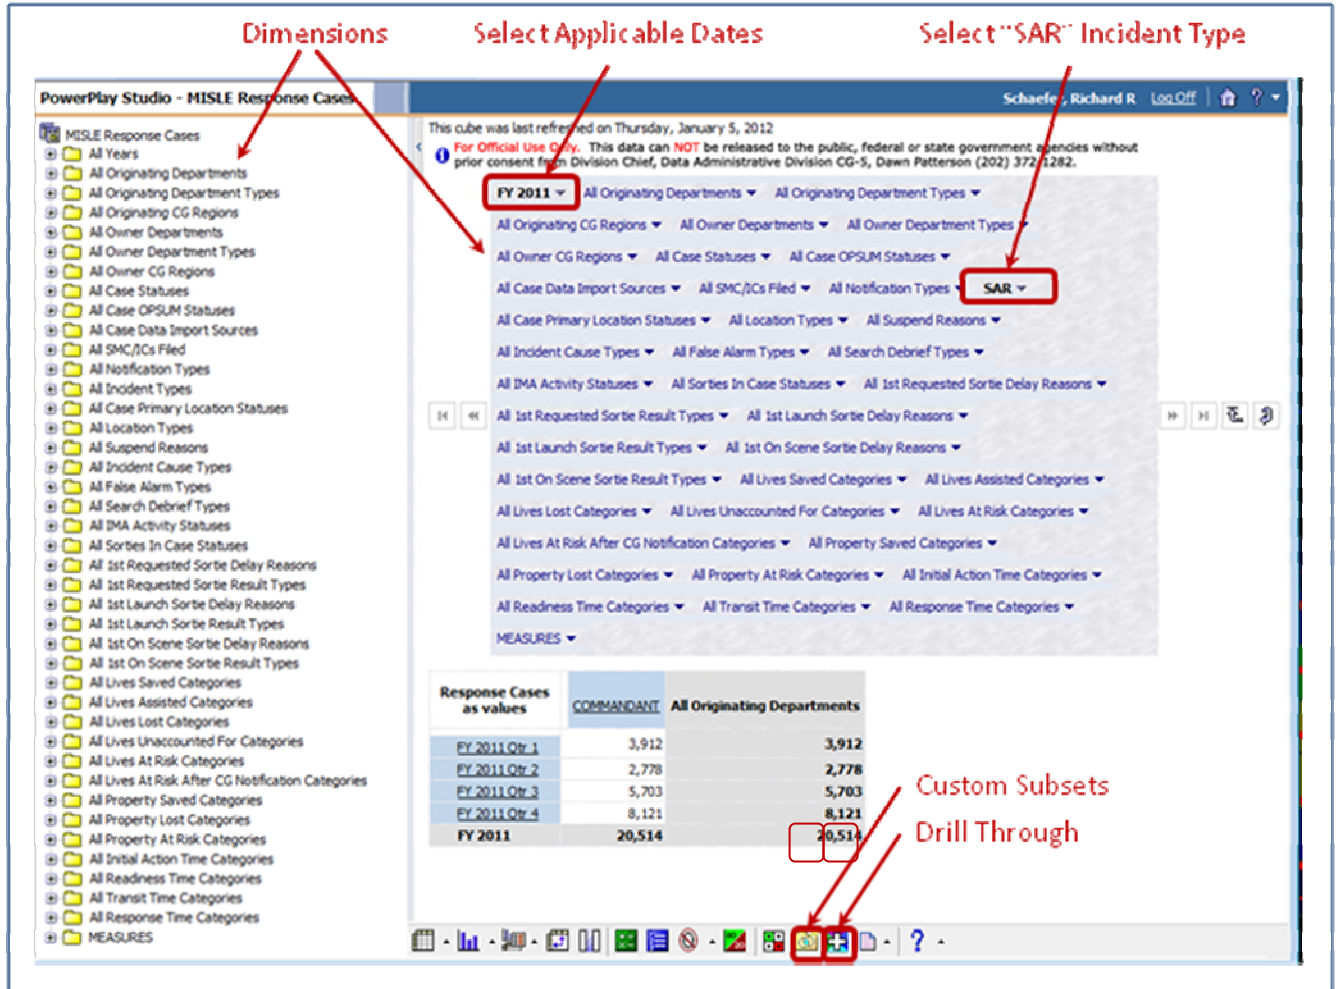 Dimensions
Select Applicable Dates
Select "SAR" Incident Type
PowerPlay Studio - MISLE Response Cases
Schaefer, Richard R Log Off ?
MISLE Response Cases
All Years
All Originating Departments
All Originating Department Types
All Originating CG Regions
All Owner Departments
All Owner Department Types
All Owner CG Regions
All Case Statuses
All Case OPSUM Statuses
All Case Data Import Sources
All SMC/ICs Filed
All Notification Types
All Incident Types
All Case Primary Location Statuses
All Location Types
All Suspend Reasons
All Incident Cause Types
All False Alarm Types
All Search Debrief Types
All IMA Activity Statuses
All Sorties In Case Statuses
All 1st Requested Sortie Delay Reasons
All 1st Requested Sortie Result Types
All 1st Launch Sortie Delay Reasons
All 1st Launch Sortie Result Types
All 1st On Scene Sortie Delay Reasons
All 1st On Scene Sortie Result Types
All Lives Saved Categories
All Lives Assisted Categories
All Lives Lost Categories
All Lives Unaccounted For Categories
All Lives At Risk Categories
All Lives At Risk After CG Notification Categories
All Property Saved Categories
All Property Lost Categories
All Property At Risk Categories
All Initial Action Time Categories
All Readiness Time Categories
All Transit Time Categories
All Response Time Categories
MEASURES
This cube was last refreshed on Thursday, January 5, 2012
For Official Use Only. This data can NOT be released to the public, federal or state government agencies without
prior consent from Division Chief, Data Administrative Division CG-5, Dawn Patterson (202) 372-1282.
FY 2011 All Originating Departments All Originating Department Types
All Originating CG Regions All Owner Departments All Owner Department Types
All Owner CG Regions All Case Statuses All Case OPSUM Statuses
All Case Data Import Sources All SMC/ICs Filed All Notification Types SAR
All Case Primary Location Statuses All Location Types All Suspend Reasons
All Incident Cause Types All False Alarm Types All Search Debrief Types
All IMA Activity Statuses All Sorties In Case Statuses All 1st Requested Sortie Delay Reasons
All 1st Requested Sortie Result Types All 1st Launch Sortie Delay Reasons
All 1st Launch Sortie Result Types All 1st On Scene Sortie Delay Reasons
All 1st On Scene Sortie Result Types All Lives Saved Categories All Lives Assisted Categories
All Lives Lost Categories All Lives Unaccounted For Categories All Lives At Risk Categories
All Lives At Risk After CG Notification Categories All Property Saved Categories
All Property Lost Categories All Property At Risk Categories All Initial Action Time Categories
All Readiness Time Categories All Transit Time Categories All Response Time Categories
MEASURES
Response Cases
as values COMMANDANT All Originating Departments
FY 2011 Qtr 1 3,912 3,912
FY 2011 Qtr 2 2,778 2,778
FY 2011 Qtr 3 5,703 5,703
FY 2011 Qtr 4 8,121 8,121
FY 2011 20,514 20,514
Custom Subsets
Drill Through
?